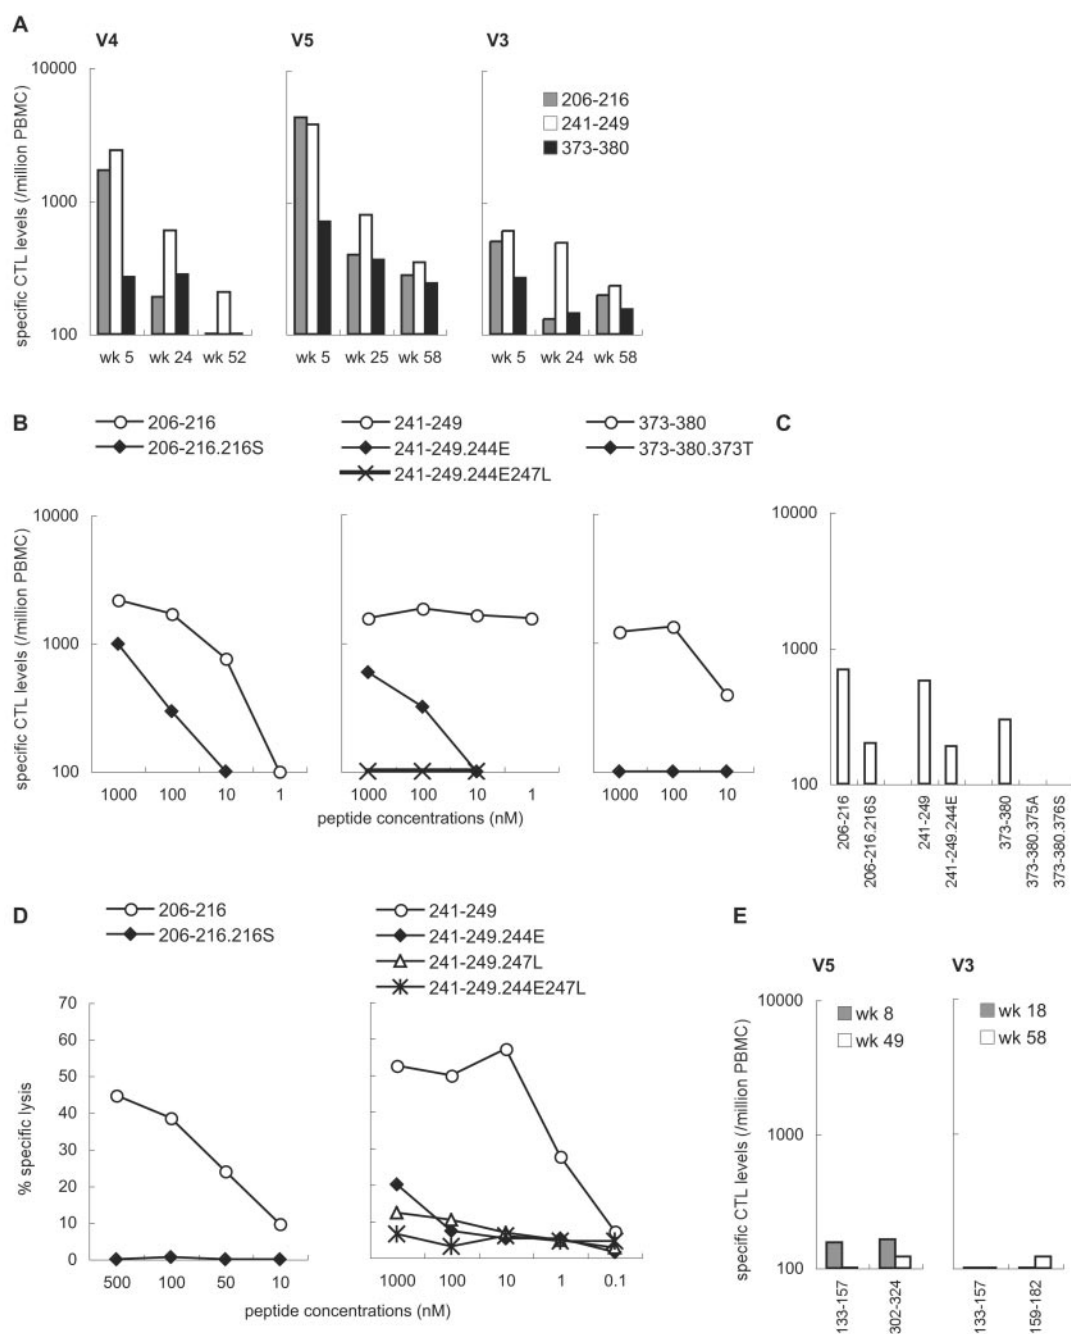 A
V4
V5
V3
specific CTL levels (/million PBMC)
10000
1000
100
206-216
241-249
373-380
wk 5 wk 24 wk 52
wk 5 wk 25 wk 58
wk 5 wk 24 wk 58
B
206-216
206-216.216S
241-249
241-249.244E
241-249.244E247L
373-380
373-380.373T
specific CTL levels (/million PBMC)
10000
1000
100
1000 100 10 1
1000 100 10 1
1000 100 10
peptide concentrations (nM)
C
10000
1000
100
206-216
206-216.216S
241-249
241-249.244E
373-380
373-380.375A
373-380.376S
D
206-216
206-216.216S
241-249
241-249.244E
241-249.247L
241-249.244E247L
% specific lysis
70
60
50
40
30
20
10
0
500 100 50 10
1000 100 10 1 0.1
peptide concentrations (nM)
E
V5
V3
wk 8
wk 49
wk 18
wk 58
specific CTL levels (/million PBMC)
10000
1000
100
133-157
302-324
133-157
159-182